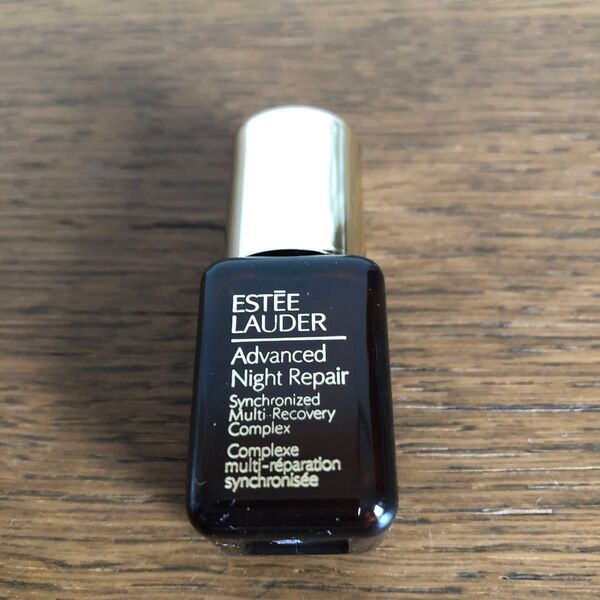 ESTĒE
LAUDER
Advanced
Night Repair
Synchronized
Multi-Recovery
Complex
Complexe
multi-réparation
synchronisée